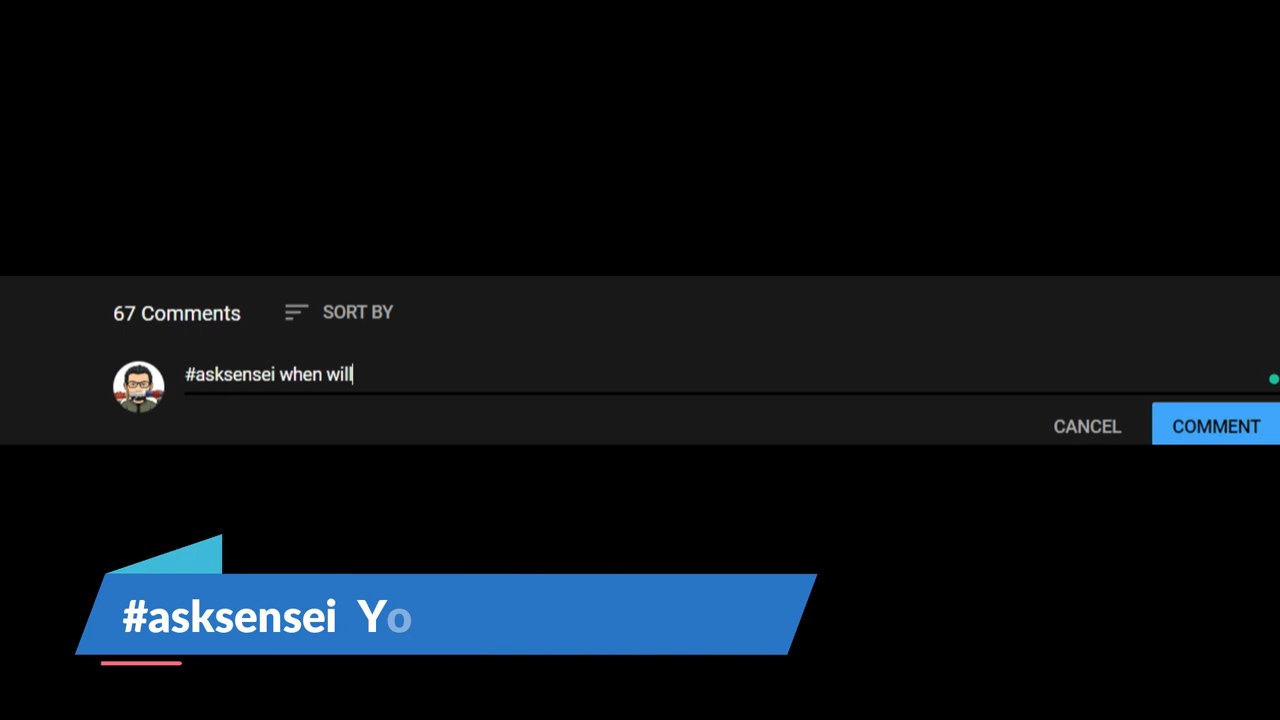 67 Comments SORT BY
#asksensei when will
CANCEL COMMENT
#asksensei Yo